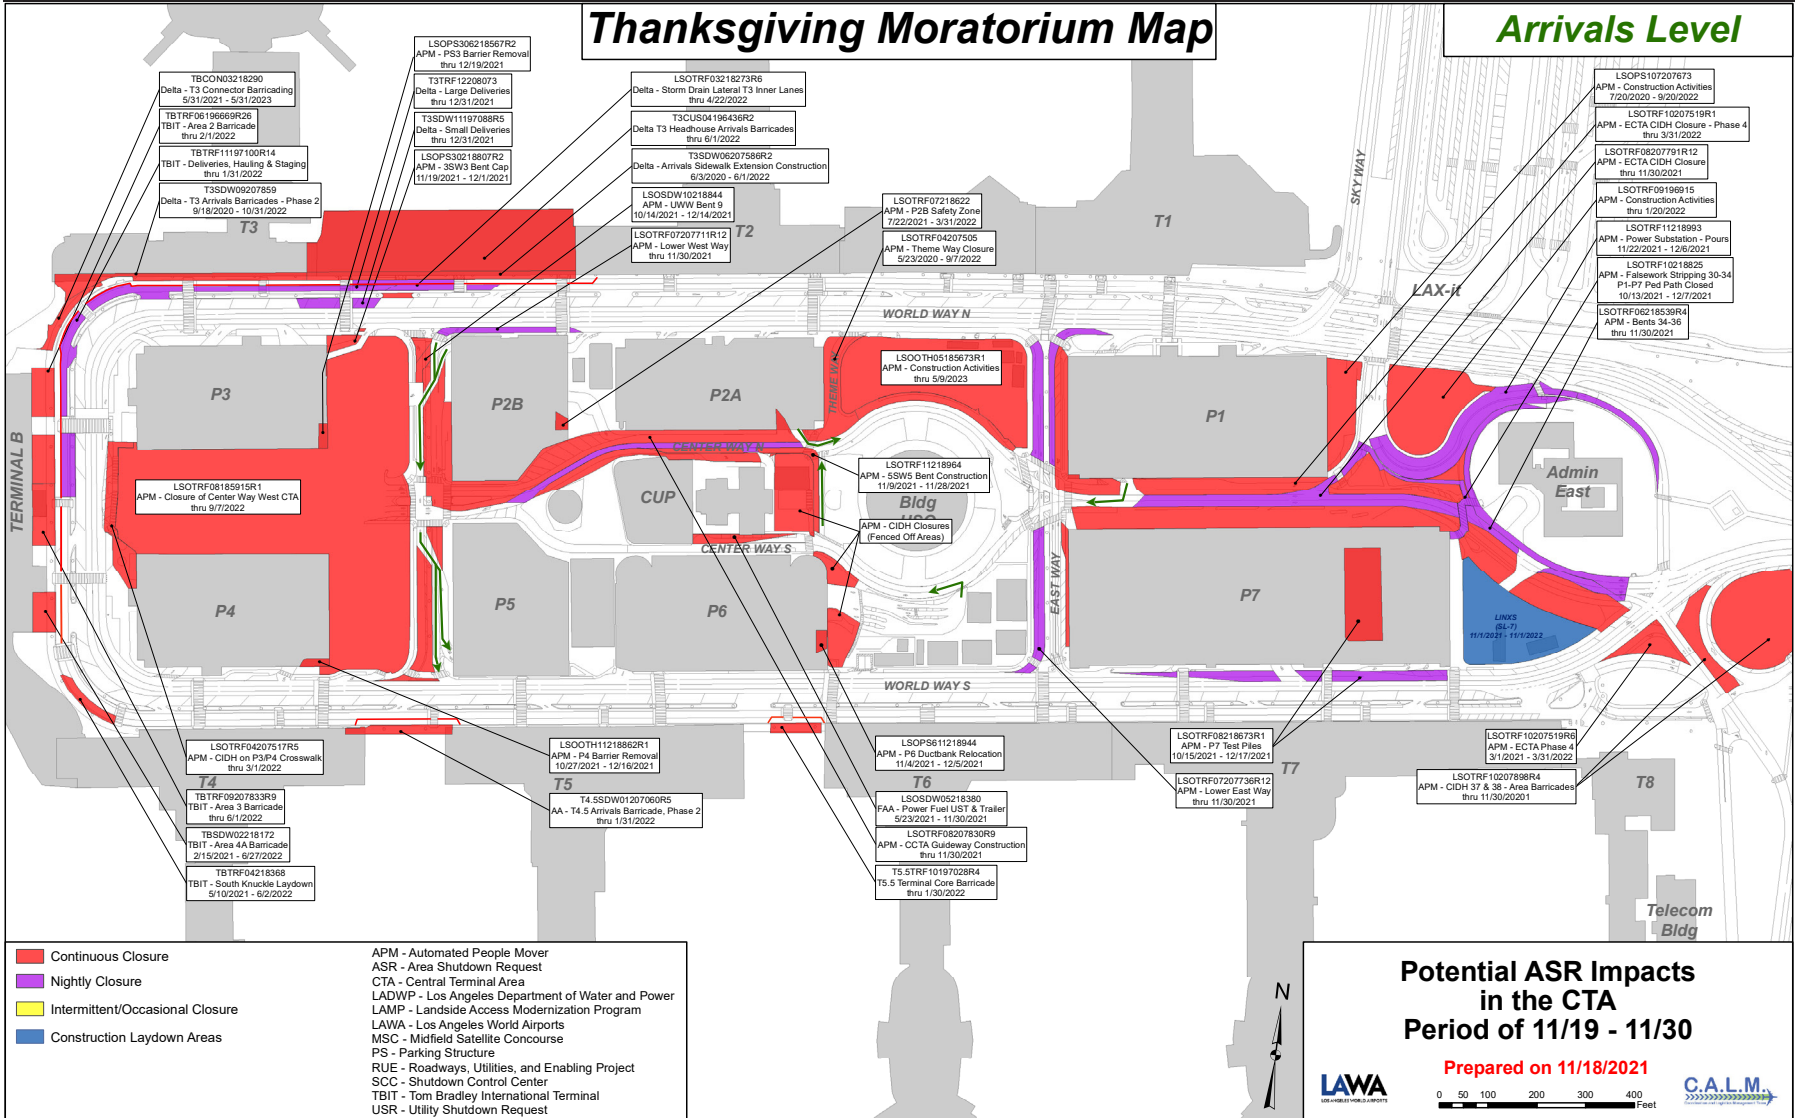 Thanksgiving Moratorium Map
Arrivals Level
TBCON03218290
Delta - T3 Connector Barricading
5/31/2021 - 5/31/2023
TBTRF06196669R26
TBIT - Area 2 Barricade
thru 2/1/2022
TBTRF11197100R14
TBIT - Deliveries, Hauling & Staging
thru 1/31/2022
T3SDW09207859
Delta - T3 Arrivals Barricades - Phase 2
9/18/2020 - 10/31/2022
LSOPS306218567R2
APM - PS3 Barrier Removal
thru 12/19/2021
T3TRF12208073
Delta - Large Deliveries
thru 12/31/2021
T3SDW11197088R5
Delta - Small Deliveries
thru 12/31/2021
LSOPS30218807R2
APM - 3SW3 Bent Cap
11/19/2021 - 12/1/2021
LSOTRF03218273R6
Delta - Storm Drain Lateral T3 Inner Lanes
thru 4/22/2022
T3CUS04196436R2
Delta T3 Headhouse Arrivals Barricades
thru 6/1/2022
T3SDW06207586R2
Delta - Arrivals Sidewalk Extension Construction
6/3/2020 - 6/1/2022
LSOSDW10218844
APM - UWW Bent 9
10/14/2021 - 12/14/2021
LSOTRF07207711R12
APM - Lower West Way
thru 11/30/2021
LSOTRF07218622
APM - P2B Safety Zone
7/22/2021 - 3/31/2022
LSOTRF04207505
APM - Theme Way Closure
5/23/2020 - 9/7/2022
LSOPS107207673
APM - Construction Activities
7/20/2020 - 9/20/2022
LSOTRF10207519R1
APM - ECTA CIDH Closure - Phase 4
thru 3/31/2022
LSOTRF08207791R12
APM - ECTA CIDH Closure
thru 11/30/2021
LSOTRF09196915
APM - Construction Activities
thru 1/20/2022
LSOTRF11218993
APM - Power Substation - Pours
11/22/2021 - 12/6/2021
LSOTRF10218825
APM - Falsework Stripping 30-34
P1-P7 Ped Path Closed
10/13/2021 - 12/7/2021
LSOTRF06218539R4
APM - Bents 34-36
thru 11/30/2021
T3
T2
T1
SKY WAY
LAX-it
WORLD WAY N
P3
P2B
P2A
THEME WAY
LSOOTH05185673R1
APM - Construction Activities
thru 5/9/2023
P1
CENTER WAY N
TERMINAL B
LSOTRF08185915R1
APM - Closure of Center Way West CTA
thru 9/7/2022
CUP
LSOTRF11218964
APM - 5SW5 Bent Construction
11/9/2021 - 11/28/2021
Bldg
APM - CIDH Closures
(Fenced Off Areas)
Admin
East
CENTER WAY S
EAST WAY
P4
P5
P6
P7
LINXS
(SL-7)
11/1/2021 - 11/1/2022
WORLD WAY S
LSOTRF04207517R5
APM - CIDH on P3/P4 Crosswalk
thru 3/1/2022
T4
TBTRF09207833R9
TBIT - Area 3 Barricade
thru 6/1/2022
TBSDW02218172
TBIT - Area 4A Barricade
2/15/2021 - 6/27/2022
TBTRF04218368
TBIT - South Knuckle Laydown
5/10/2021 - 6/2/2022
LSOOTH11218862R1
APM - P4 Barrier Removal
10/27/2021 - 12/16/2021
T5
T4.5SDW01207060R5
AA - T4.5 Arrivals Barricade, Phase 2
thru 1/31/2022
LSOPS611218944
APM - P6 Ductbank Relocation
11/4/2021 - 12/5/2021
T6
LSOSDW05218380
FAA - Power Fuel UST & Trailer
5/23/2021 - 11/30/2021
LSOTRF08207830R9
APM - CCTA Guideway Construction
thru 11/30/2021
T5.5TRF10197028R4
T5.5 Terminal Core Barricade
thru 1/30/2022
LSOTRF08218673R1
APM - P7 Test Piles
10/15/2021 - 12/17/2021
T7
LSOTRF07207736R12
APM - Lower East Way
thru 11/30/2021
LSOTRF10207519R6
APM - ECTA Phase 4
3/1/2021 - 3/31/2022
LSOTRF10207898R4
APM - CIDH 37 & 38 - Area Barricades
thru 11/30/20201
T8
Telecom
Bldg
Continuous Closure
Nightly Closure
Intermittent/Occasional Closure
Construction Laydown Areas
APM - Automated People Mover
ASR - Area Shutdown Request
CTA - Central Terminal Area
LADWP - Los Angeles Department of Water and Power
LAMP - Landside Access Modernization Program
LAWA - Los Angeles World Airports
MSC - Midfield Satellite Concourse
PS - Parking Structure
RUE - Roadways, Utilities, and Enabling Project
SCC - Shutdown Control Center
TBIT - Tom Bradley International Terminal
USR - Utility Shutdown Request
N
Potential ASR Impacts
in the CTA
Period of 11/19 - 11/30
Prepared on 11/18/2021
LAWA
LOS ANGELES WORLD AIRPORTS
0 50 100 200 300 400
Feet
C.A.L.M.